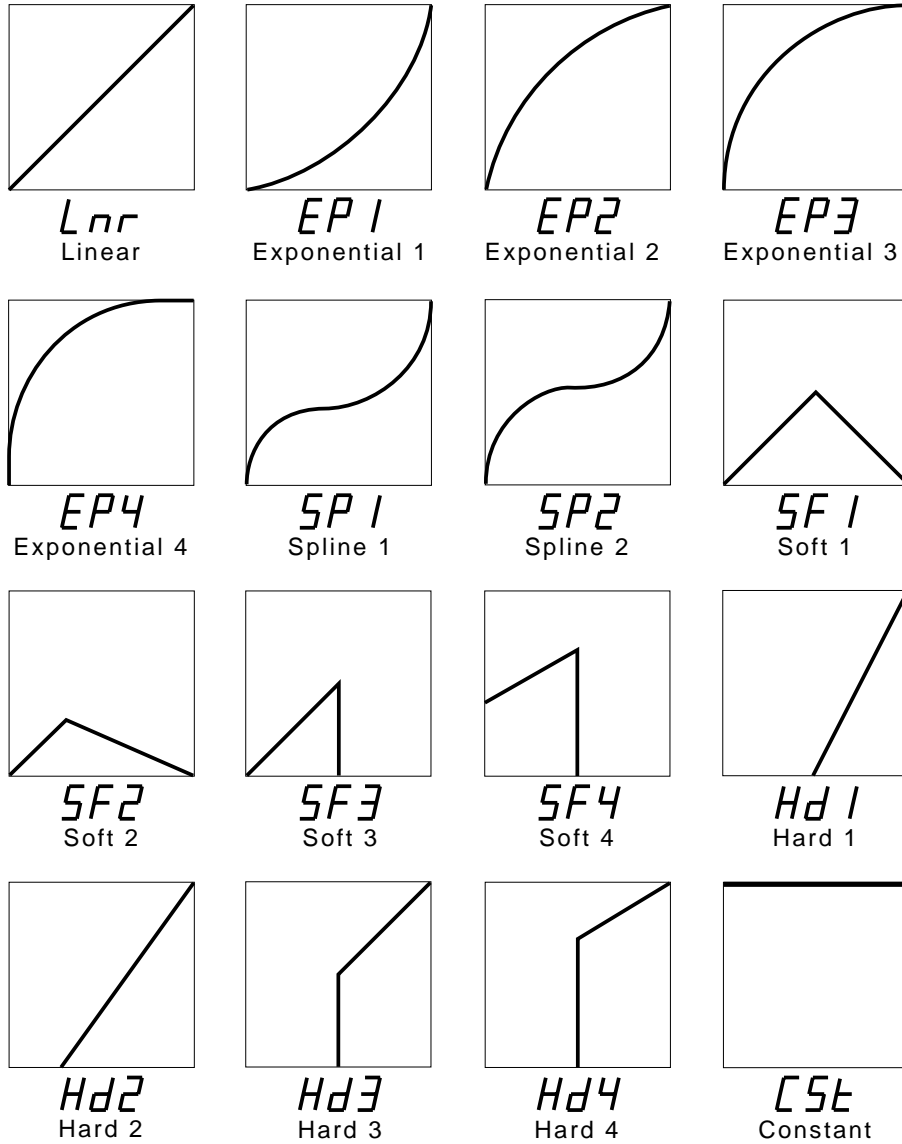 Lnr
Linear
EP1
Exponential 1
EP2
Exponential 2
EP3
Exponential 3
EP4
Exponential 4
SP1
Spline 1
SP2
Spline 2
SF1
Soft 1
SF2
Soft 2
SF3
Soft 3
SF4
Soft 4
Hd1
Hard 1
Hd2
Hard 2
Hd3
Hard 3
Hd4
Hard 4
CSt
Constant